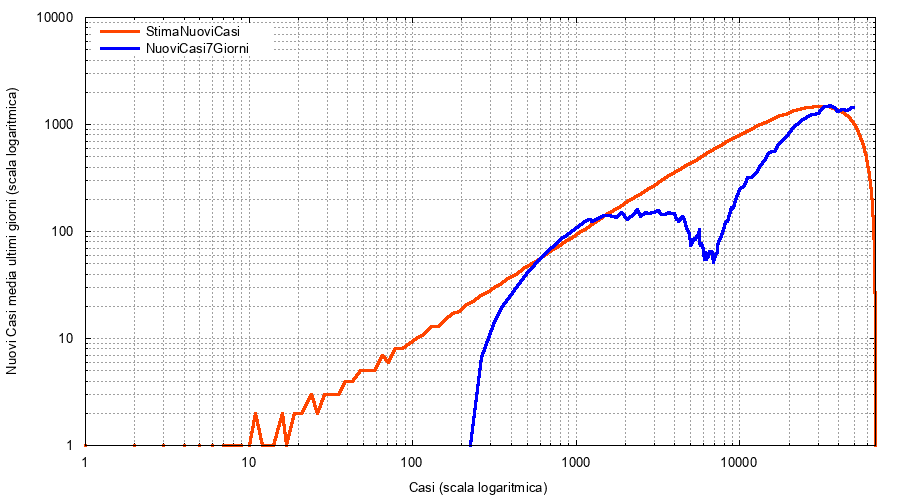 10000
StimaNuoviCasi
NuoviCasi7Giorni
1000
100
10
1
Nuovi Casi media ultimi giorni (scala logaritmica)
1 10 100 1000 10000
Casi (scala logaritmica)